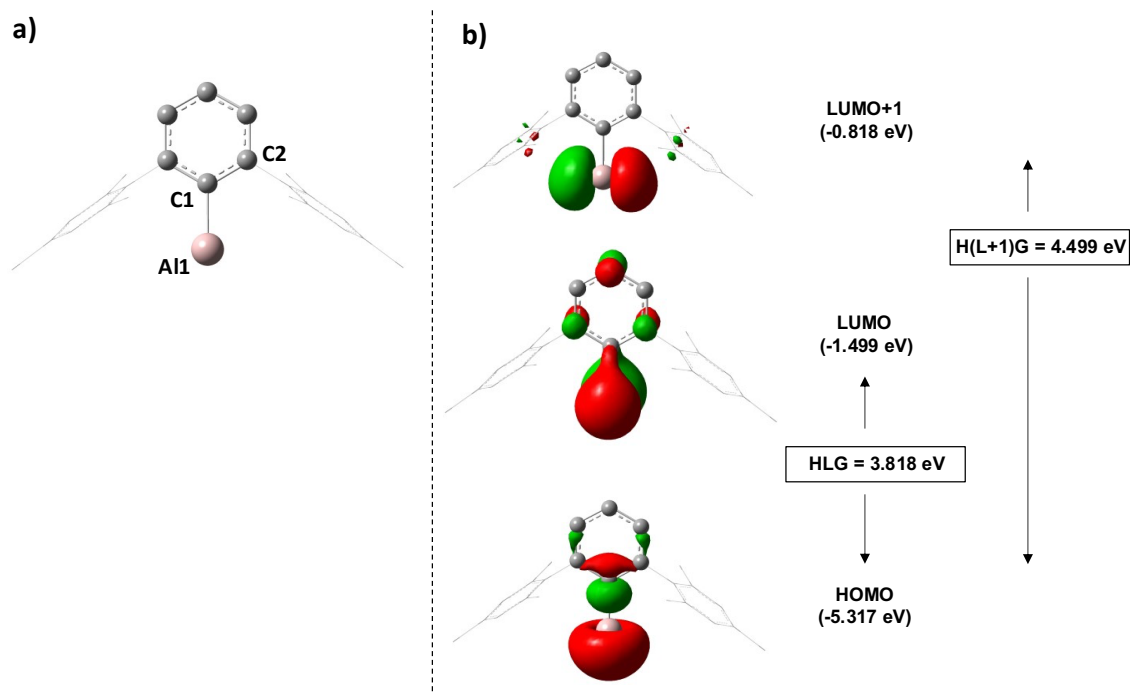 a)
C2
C1
Al1
b)
LUMO+1
(-0.818 eV)
H(L+1)G = 4.499 eV
LUMO
(-1.499 eV)
HLG = 3.818 eV
HOMO
(-5.317 eV)